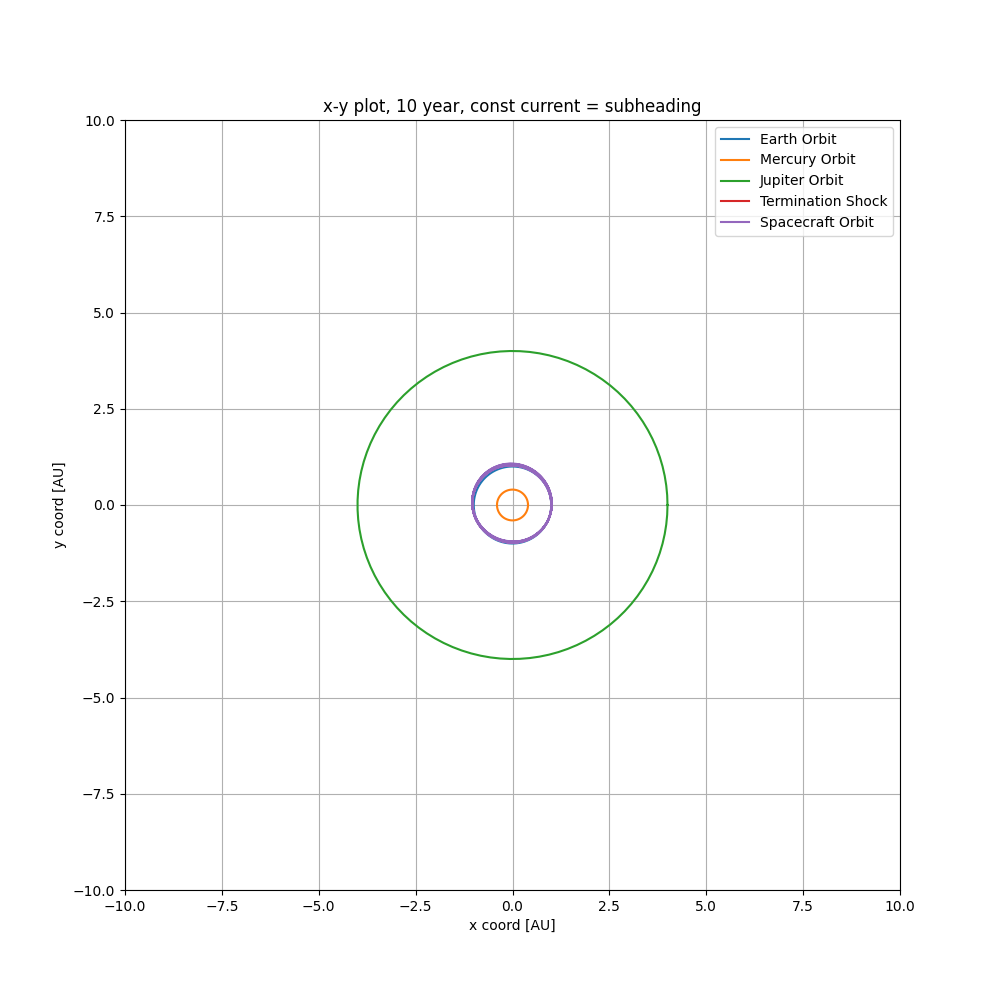 x-y plot, 10 year, const current = subheading
Earth Orbit
Mercury Orbit
Jupiter Orbit
Termination Shock
Spacecraft Orbit
10.0
7.5
5.0
2.5
0.0
−2.5
−5.0
−7.5
−10.0
y coord [AU]
−10.0 −7.5 −5.0 −2.5 0.0 2.5 5.0 7.5 10.0
x coord [AU]